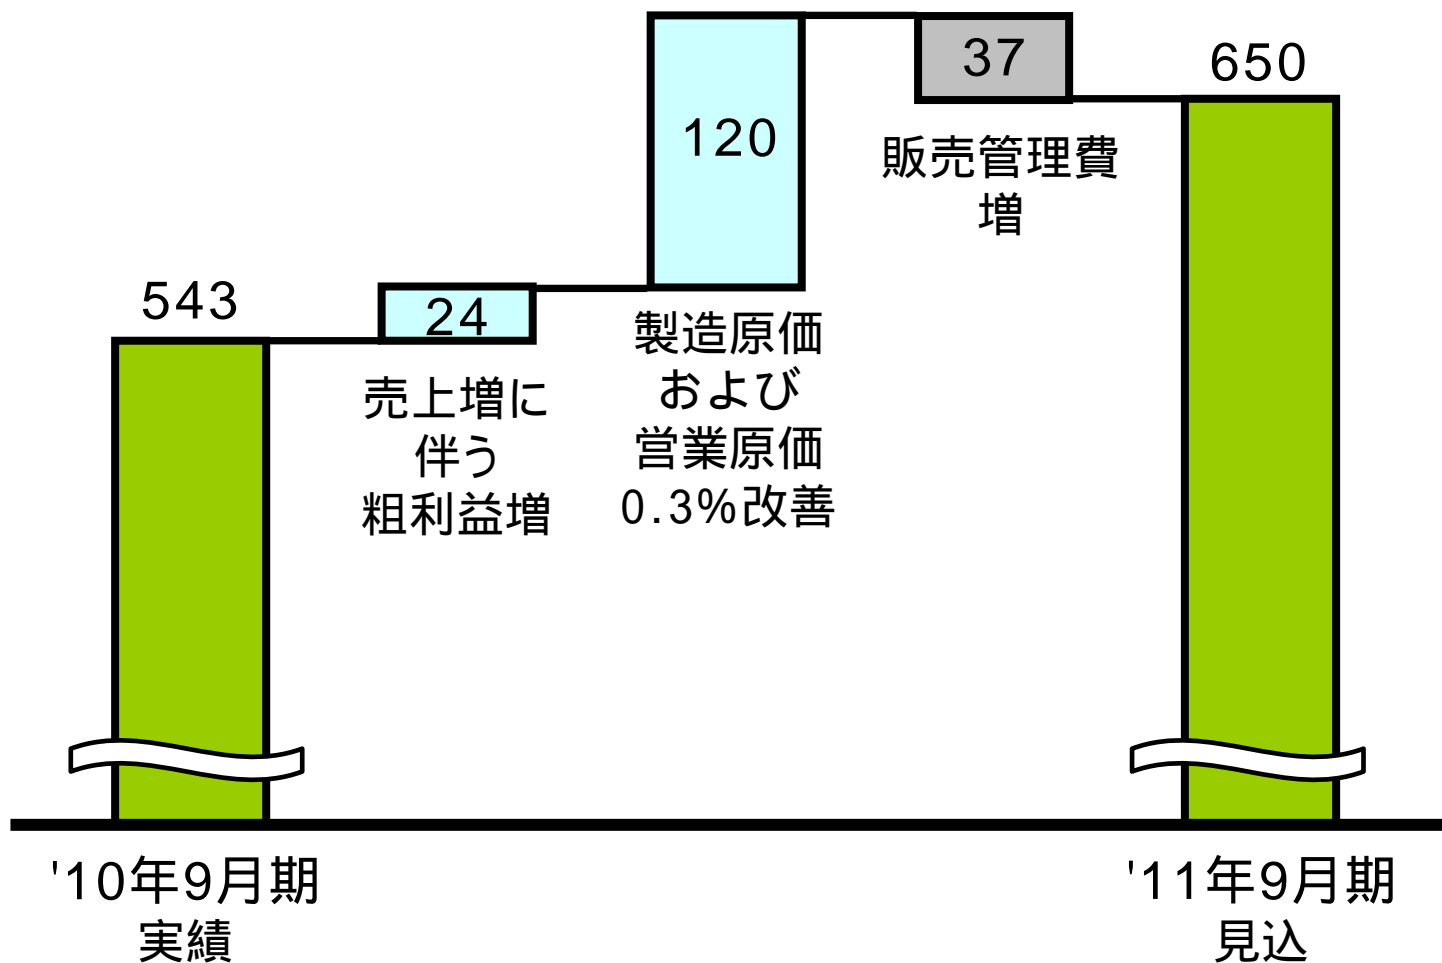 543
'10年9月期
実績
24
売上増に
伴う
粗利益増
120
製造原価
および
営業原価
0.3%改善
37
販売管理費
増
650
'11年9月期
見込